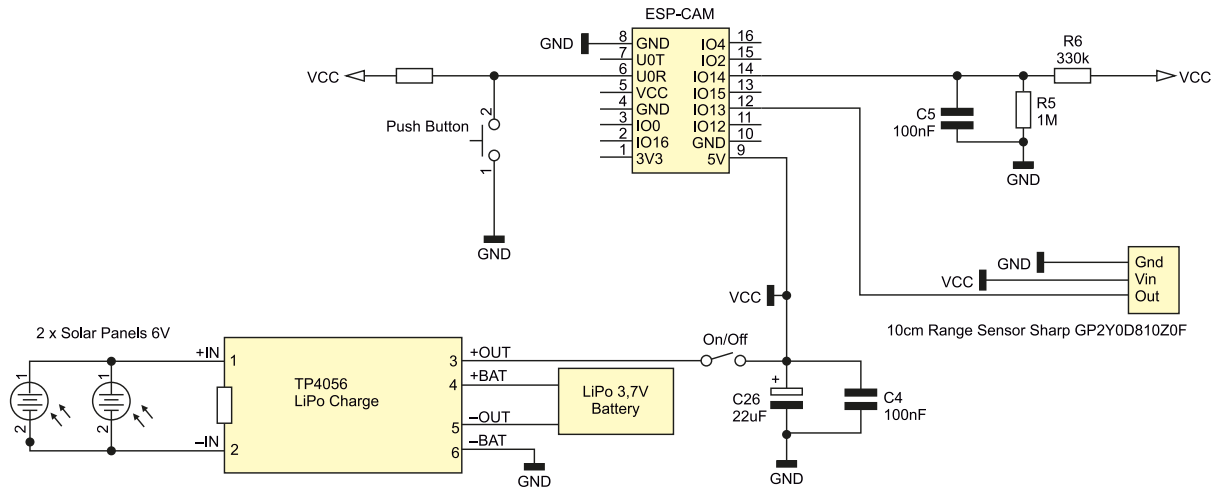 ESP-CAM
GND 8 GND IO4 16
7 U0T IO2 15
VCC 6 U0R IO14 14
5 VCC IO15 13
4 GND IO13 12
3 IO0 IO12 11
2 IO16 GND 10
1 3V3 5V 9
R6
330k
VCC
C5
100nF
R5
1M
GND
Push Button
2
1
GND
GND Gnd
VCC Vin
Out
10cm Range Sensor Sharp GP2Y0D810Z0F
VCC
2 x Solar Panels 6V
1 2
1 2
+IN 1
–IN 2
TP4056
LiPo Charge
3 +OUT
4 +BAT
5 –OUT
6 –BAT
LiPo 3,7V
Battery
GND
On/Off
+
C26
22uF
C4
100nF
GND